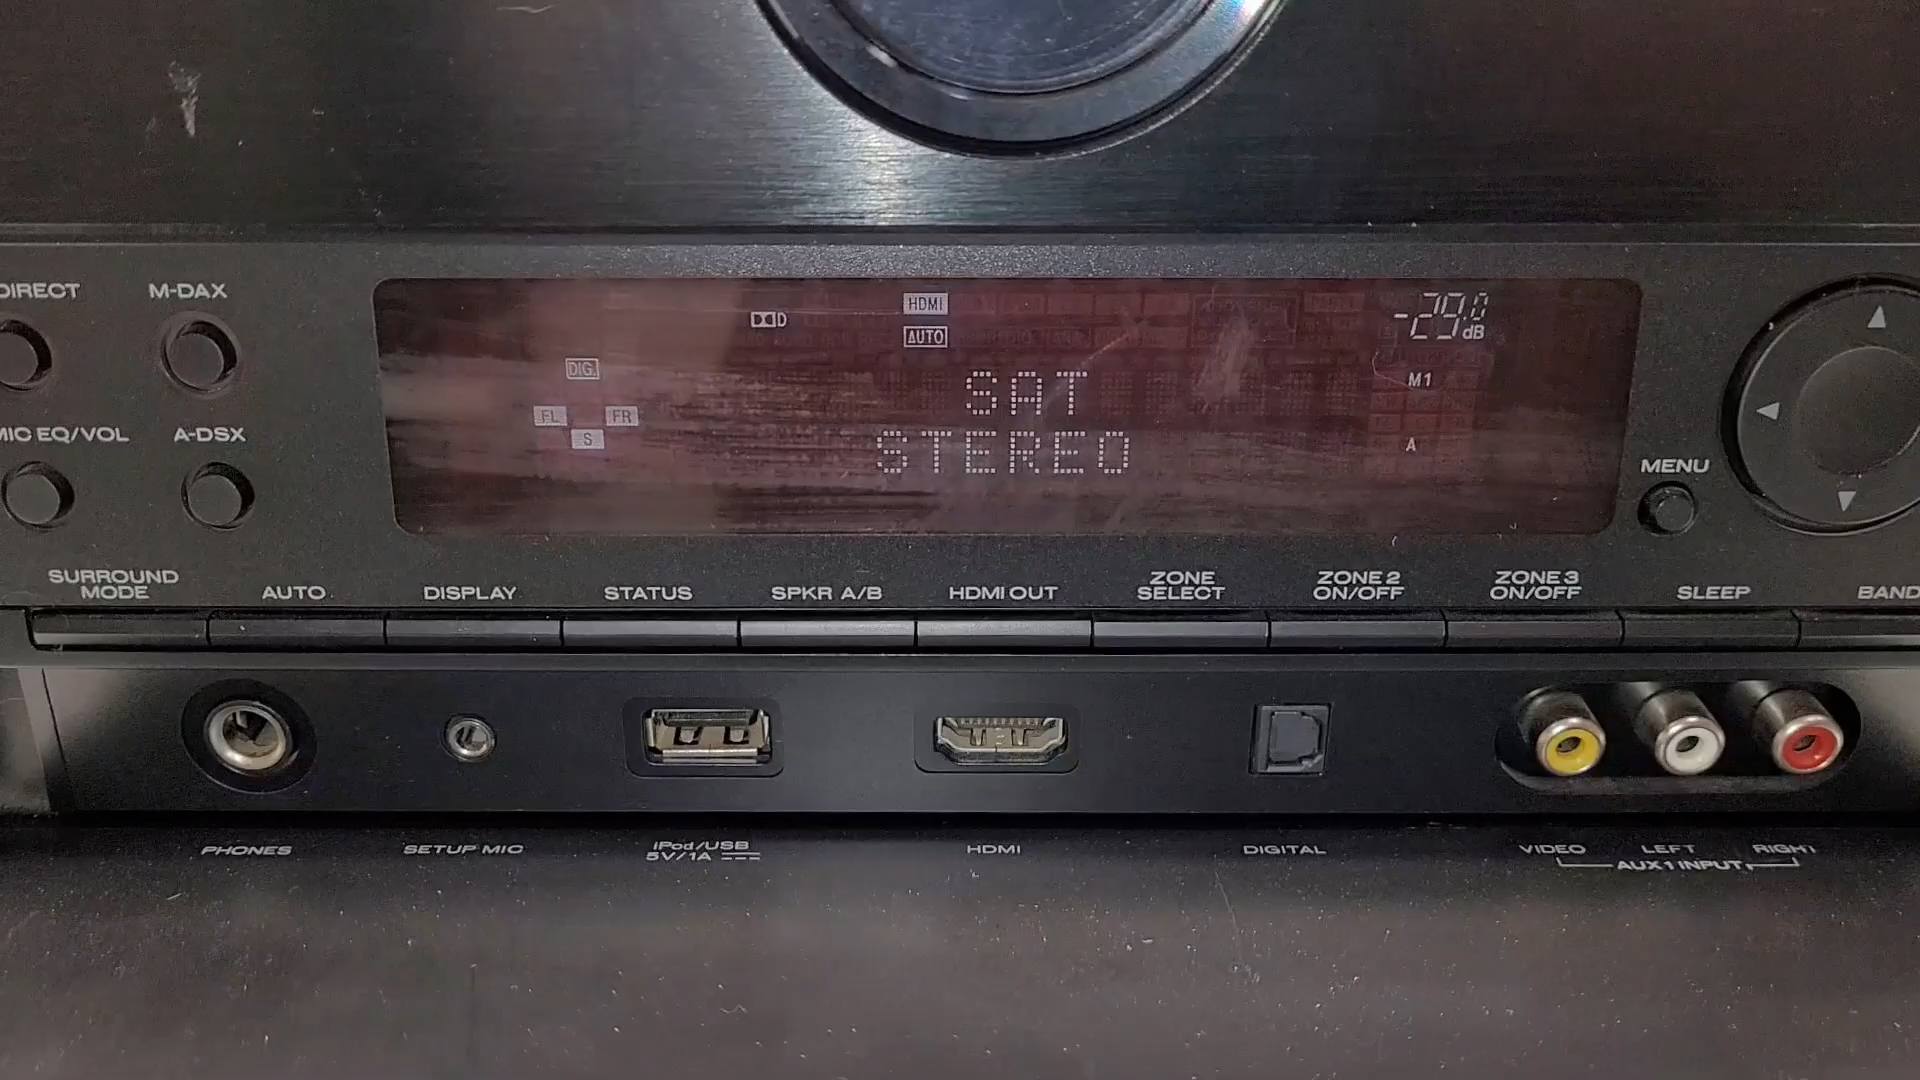 DIRECT M-DAX
HDMI
-29.0 dB
D
AUTO
DIG.
SAT
M1
FL FR
MIC EQ/VOL A-DSX
S
STEREO
A
MENU
SURROUND MODE
AUTO
DISPLAY
STATUS
SPKR A/B
HDMI OUT
ZONE SELECT
ZONE 2 ON/OFF
ZONE 3 ON/OFF
SLEEP
BAND
PHONES
SETUP MIC
iPod/USB
5V/1A
HDMI
DIGITAL
VIDEO LEFT RIGHT
AUX 1 INPUT